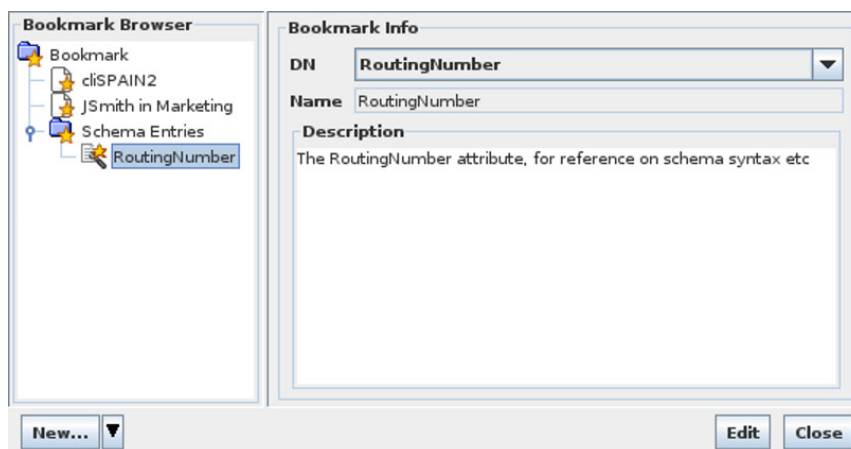 Bookmark Browser
Bookmark
cliSPAIN2
JSmith in Marketing
Schema Entries
RoutingNumber
Bookmark Info
DN RoutingNumber
Name RoutingNumber
Description
The RoutingNumber attribute, for reference on schema syntax etc
New...
Edit Close